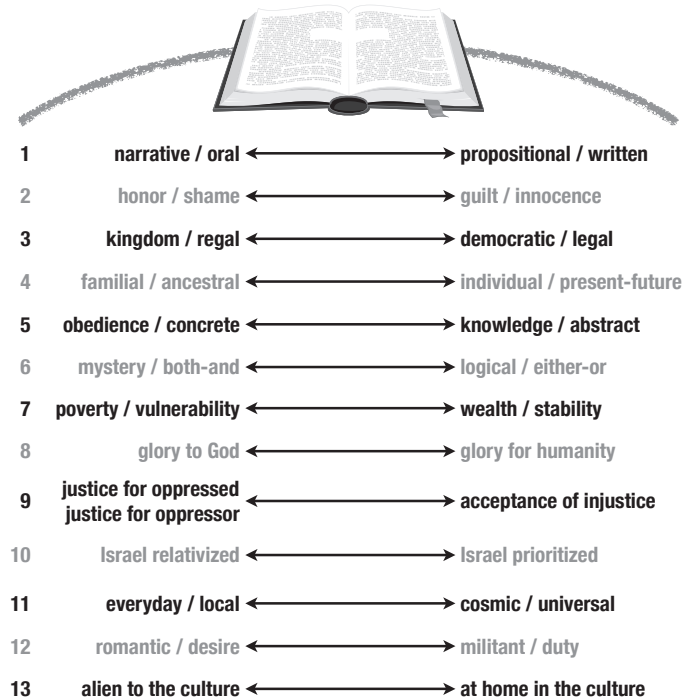 1 narrative / oral propositional / written
2 honor / shame guilt / innocence
3 kingdom / regal democratic / legal
4 familial / ancestral individual / present-future
5 obedience / concrete knowledge / abstract
6 mystery / both-and logical / either-or
7 poverty / vulnerability wealth / stability
8 glory to God glory for humanity
9 justice for oppressed
justice for oppressor acceptance of injustice
10 Israel relativized Israel prioritized
11 everyday / local cosmic / universal
12 romantic / desire militant / duty
13 alien to the culture at home in the culture